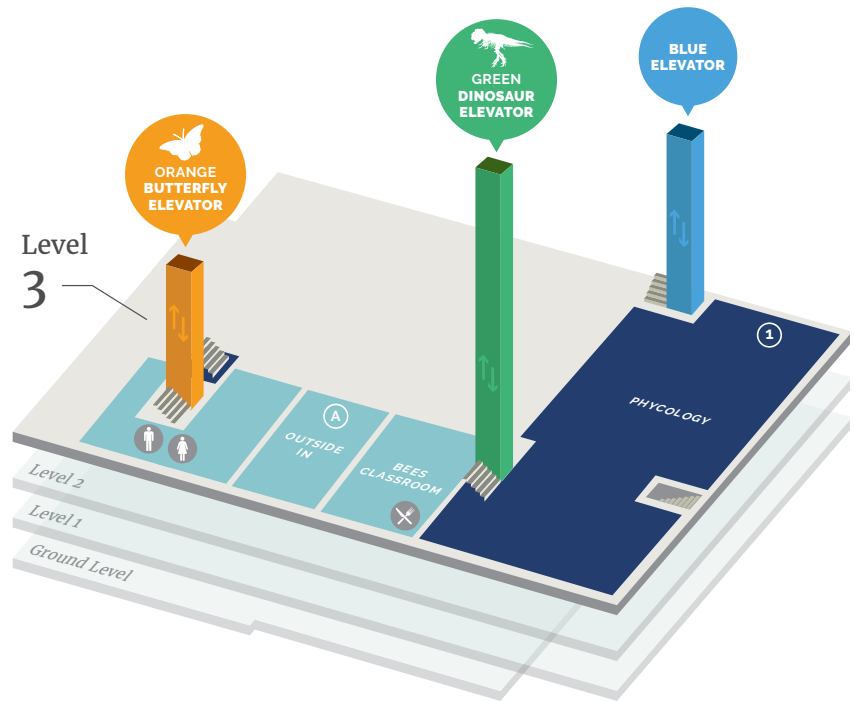 BLUE
ELEVATOR
GREEN
DINOSAUR
ELEVATOR
ORANGE
BUTTERFLY
ELEVATOR
Level
3
1
PHYCOLOGY
A
OUTSIDE
IN
BEES
CLASSROOM
Level 2
Level 1
Ground Level